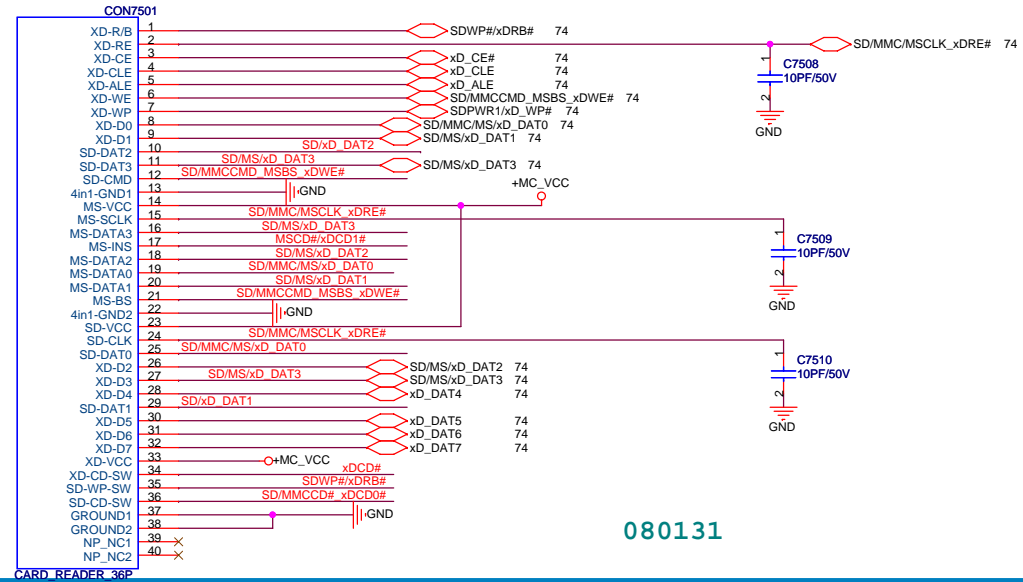 CON7501
XD-R/B 1 SDWP#/xDRB# 74
XD-RE 2 SD/MMC/MSCLK_xDRE# 74
XD-CE 3 xD_CE# 74
XD-CLE 4 xD_CLE 74
XD-ALE 5 xD_ALE 74
XD-WE 6 SD/MMCCMD_MSBS_xDWE# 74
XD-WP 7 SDPWR1/xD_WP# 74
XD-D0 8 SD/MMC/MS/xD_DAT0 74
XD-D1 9 SD/MS/xD_DAT1 74
SD-DAT2 10 SD/xD_DAT2
SD-DAT3 11 SD/MS/xD_DAT3 SD/MS/xD_DAT3 74
SD-CMD 12 SD/MMCCMD_MSBS_xDWE#
4in1-GND1 13 GND
MS-VCC 14 +MC_VCC
MS-SCLK 15 SD/MMC/MSCLK_xDRE#
MS-DATA3 16 SD/MS/xD_DAT3
MS-INS 17 MSCD#/xDCD1#
MS-DATA2 18 SD/MS/xD_DAT2
MS-DATA0 19 SD/MMC/MS/xD_DAT0
MS-DATA1 20 SD/MS/xD_DAT1
MS-BS 21 SD/MMCCMD_MSBS_xDWE#
4in1-GND2 22 GND
SD-VCC 23
SD-CLK 24 SD/MMC/MSCLK_xDRE#
SD-DAT0 25 SD/MMC/MS/xD_DAT0
XD-D2 26 SD/MS/xD_DAT2 74
XD-D3 27 SD/MS/xD_DAT3 SD/MS/xD_DAT3 74
XD-D4 28 xD_DAT4 74
SD-DAT1 29 SD/xD_DAT1
XD-D5 30 xD_DAT5 74
XD-D6 31 xD_DAT6 74
XD-D7 32 xD_DAT7 74
XD-VCC 33 +MC_VCC
XD-CD-SW 34 xDCD#
SD-WP-SW 35 SDWP#/xDRB#
SD-CD-SW 36 SD/MMCCD#_xDCD0#
GROUND1 37 GND
GROUND2 38
NP_NC1 39
NP_NC2 40
CARD_READER_36P
1
C7508
10PF/50V
2
GND
1
C7509
10PF/50V
2
GND
1
C7510
10PF/50V
2
GND
080131